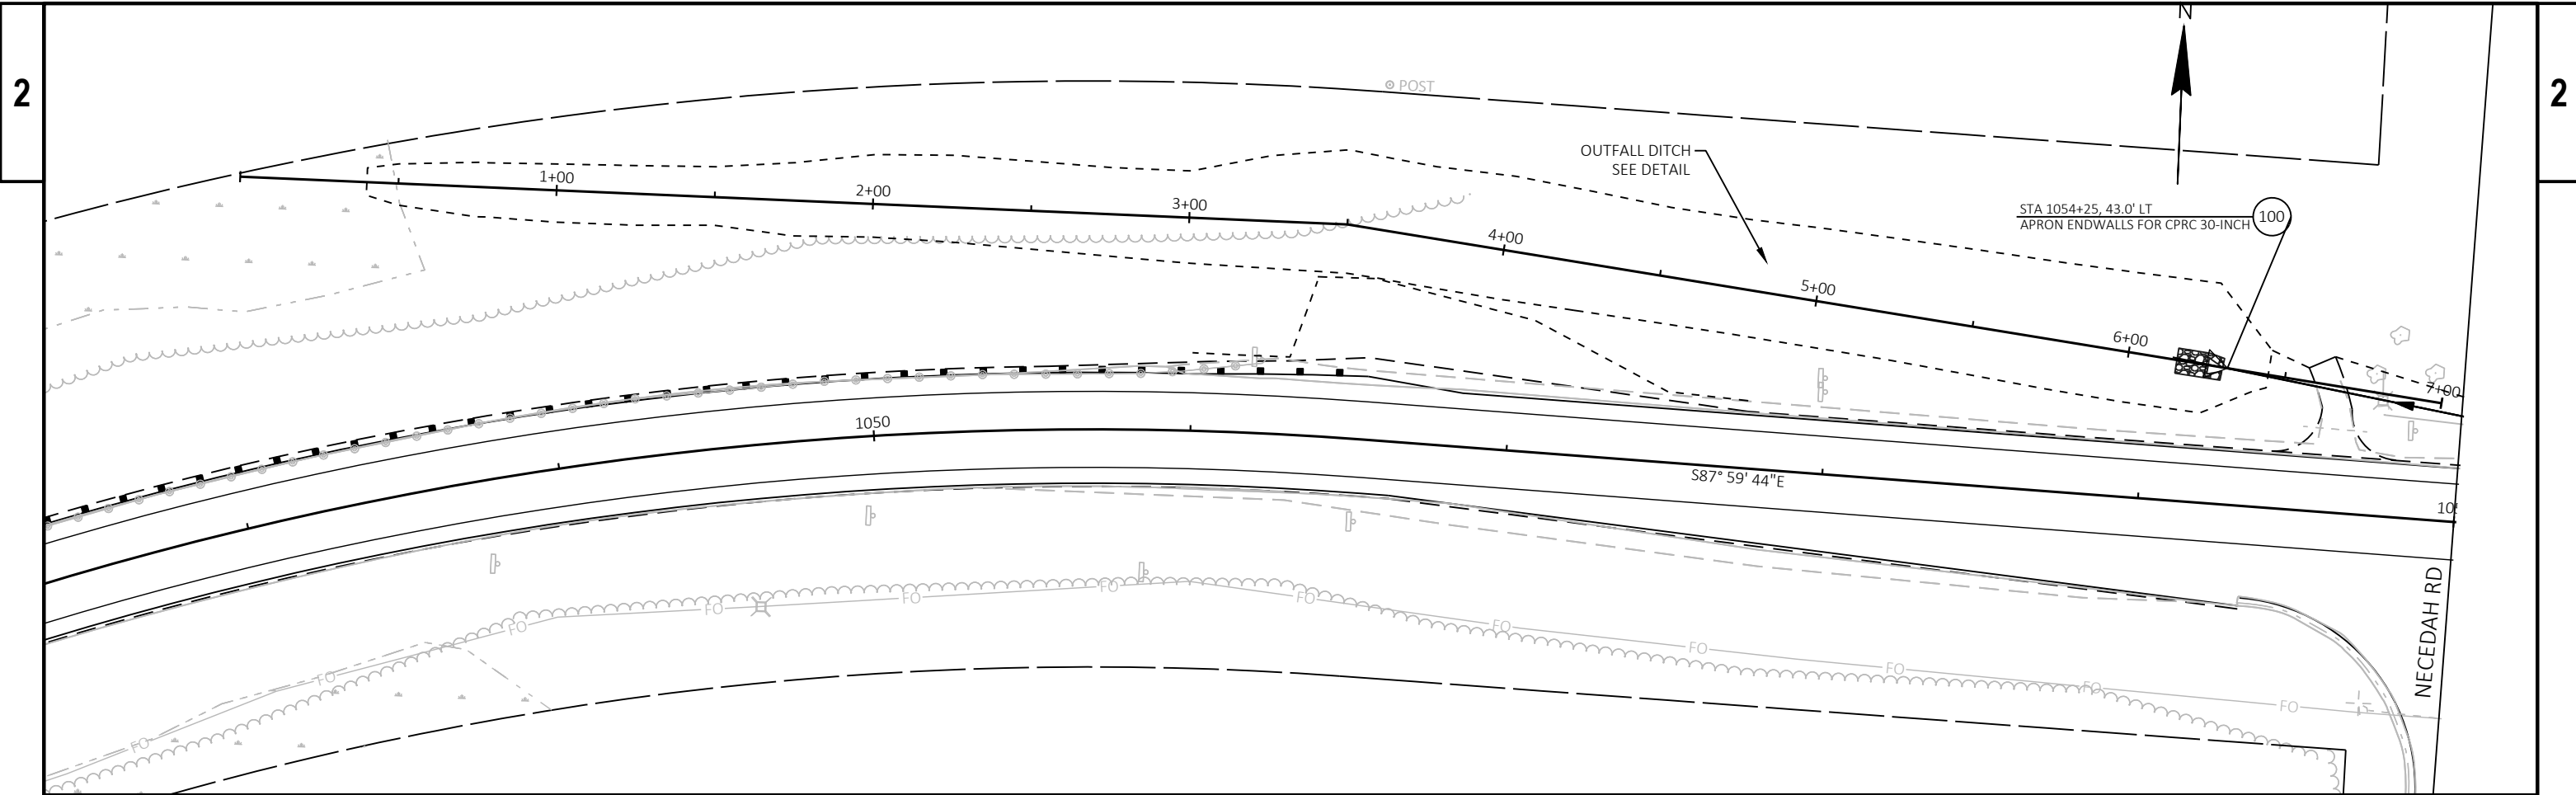 2
2
N
POST
OUTFALL DITCH
SEE DETAIL
STA 1054+25, 43.0' LT
APRON ENDWALLS FOR CPRC 30-INCH
100
1+00
2+00
3+00
4+00
5+00
6+00
7+00
1050
S87° 59' 44"E
NECEDAH RD
FO
FO
FO
FO
FO
FO
FO
FO
FO
FO
FO
FO